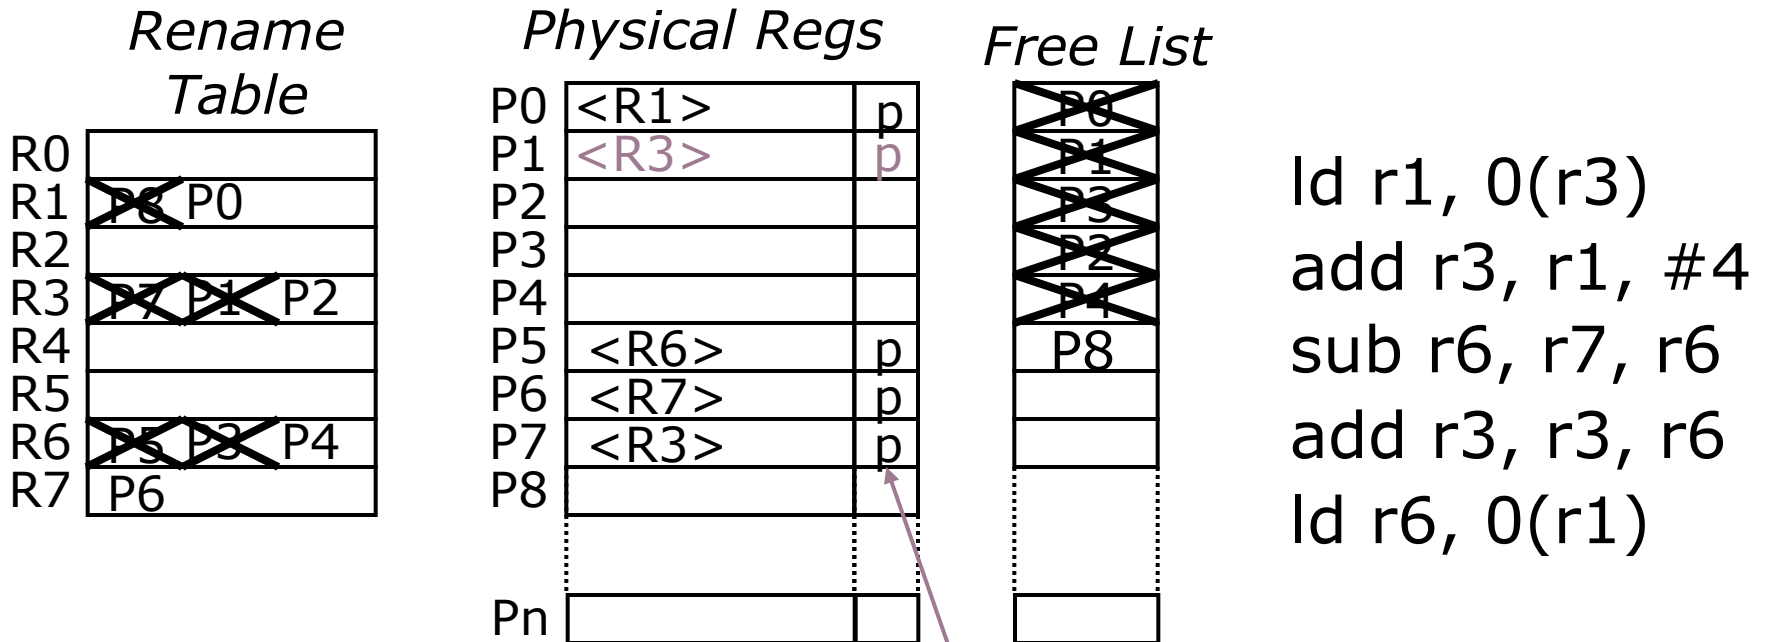 Rename
Table
R0
R1 P8 P0
R2
R3 P7 P1 P2
R4
R5
R6 P5 P3 P4
R7 P6
Physical Regs
P0 <R1> p
P1 <R3> p
P2
P3
P4
P5 <R6> p
P6 <R7> p
P7 <R3> p
P8
Pn
Free List
P0
P1
P3
P2
P4
P8
ld r1, 0(r3)
add r3, r1, #4
sub r6, r7, r6
add r3, r3, r6
ld r6, 0(r1)